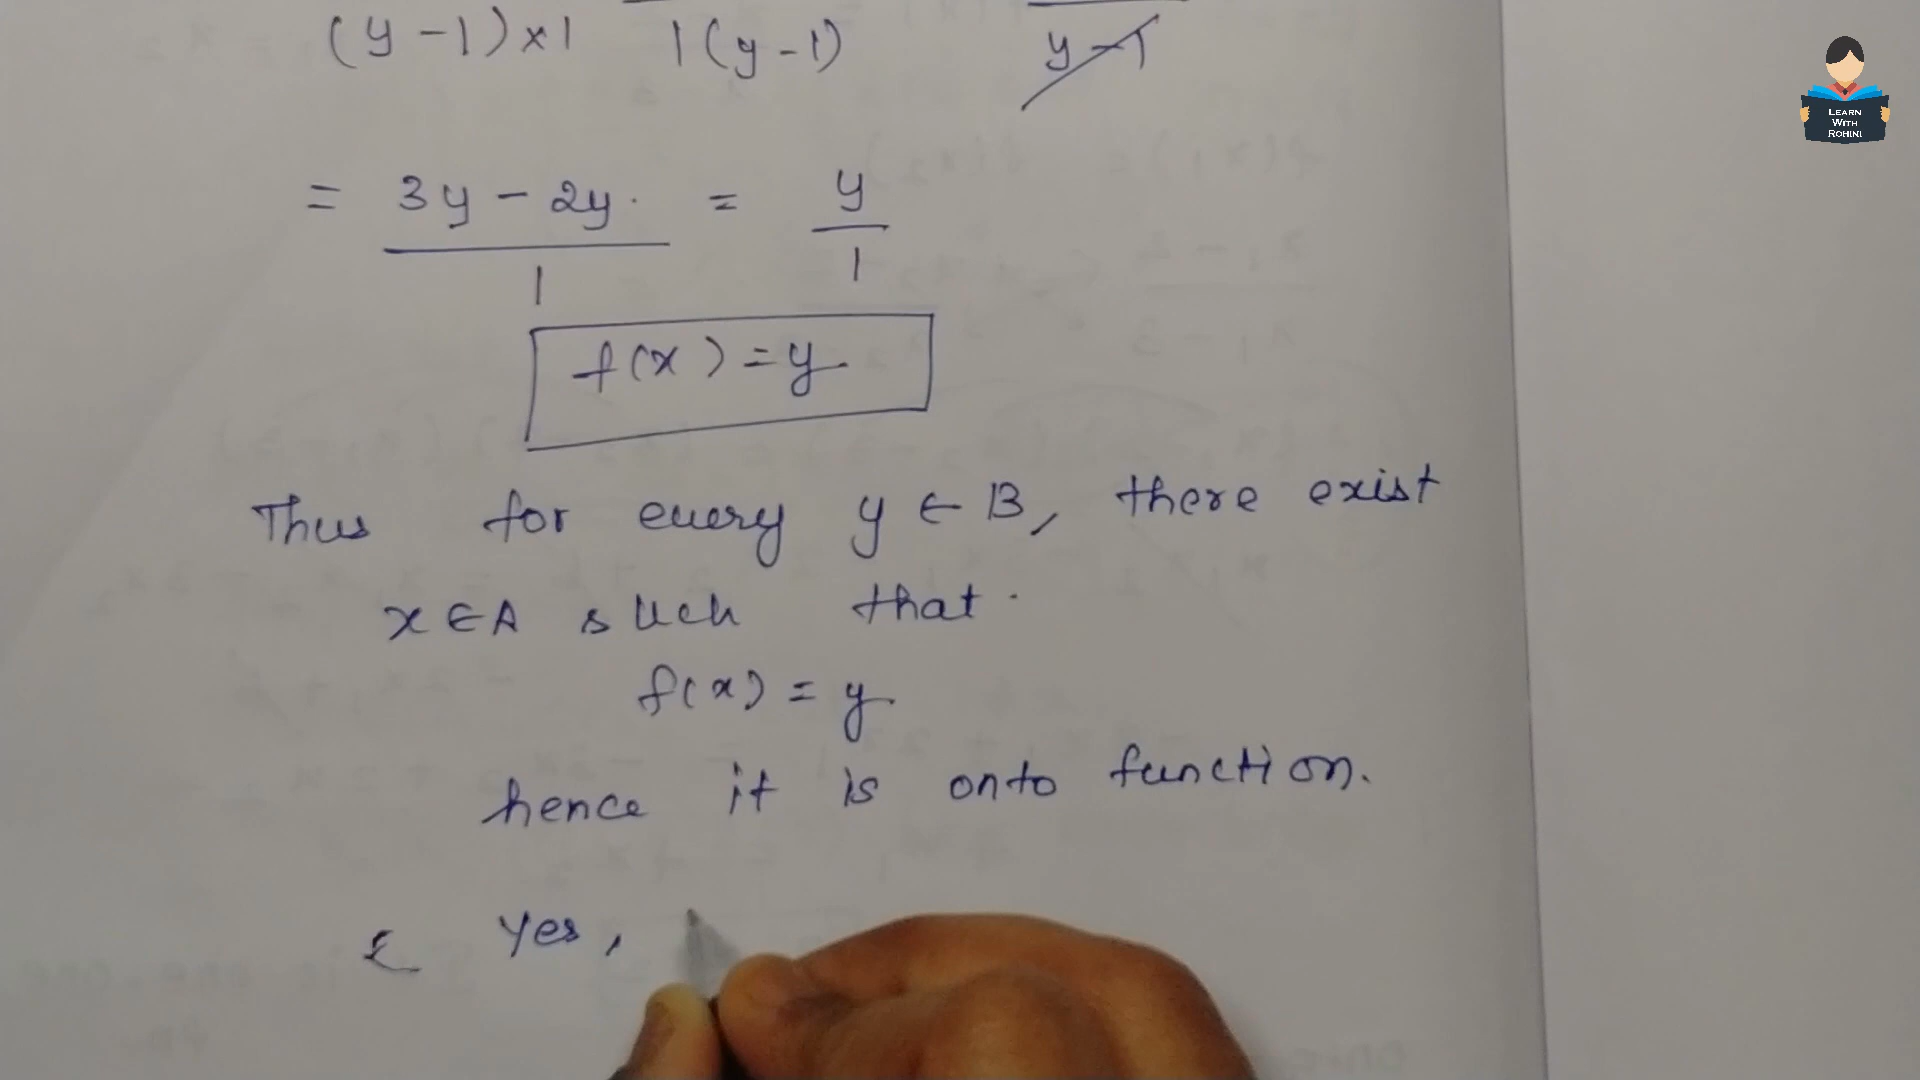 (y-1)×1 1(y-1) y-1
= 3y - 2y. = y
1 1
f(x) = y
Thus for every y ∈ B, there exist
x ∈ A such that.
f(x) = y
hence it is onto function.
Yes,
LEARN
WITH
ROHINI